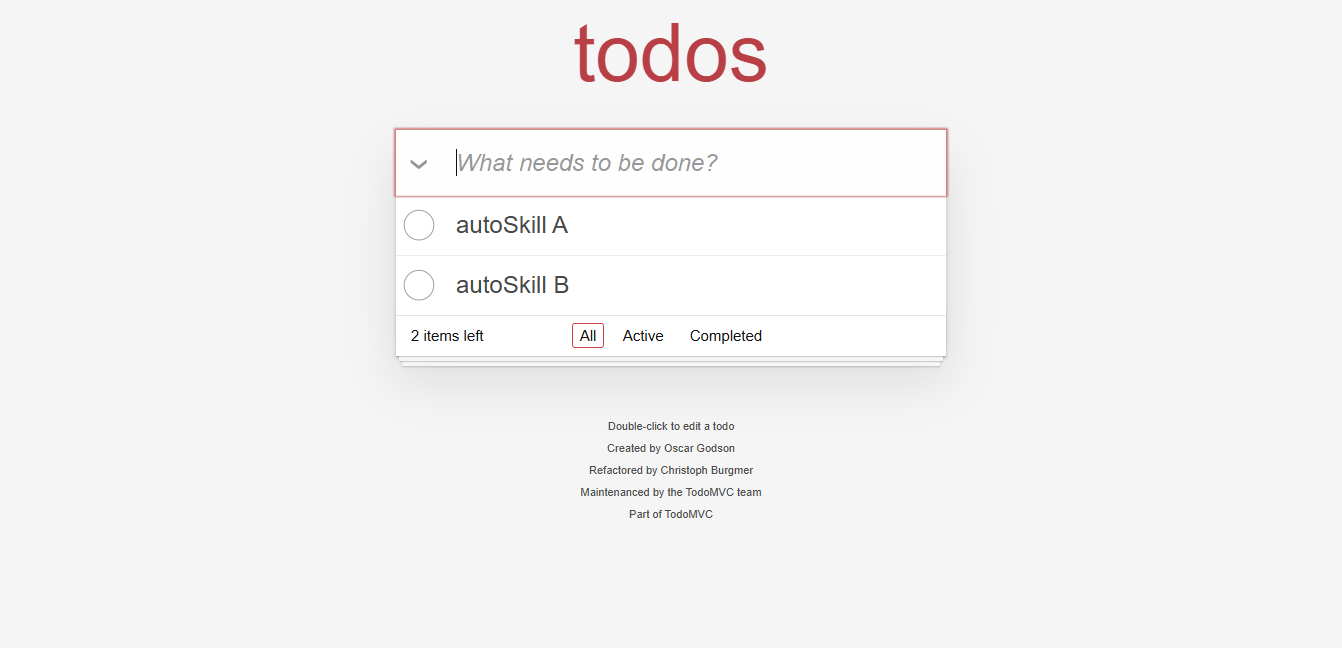 todos
What needs to be done?
autoSkill A
autoSkill B
2 items left All Active Completed
Double-click to edit a todo
Created by Oscar Godson
Refactored by Christoph Burgmer
Maintenanced by the TodoMVC team
Part of TodoMVC